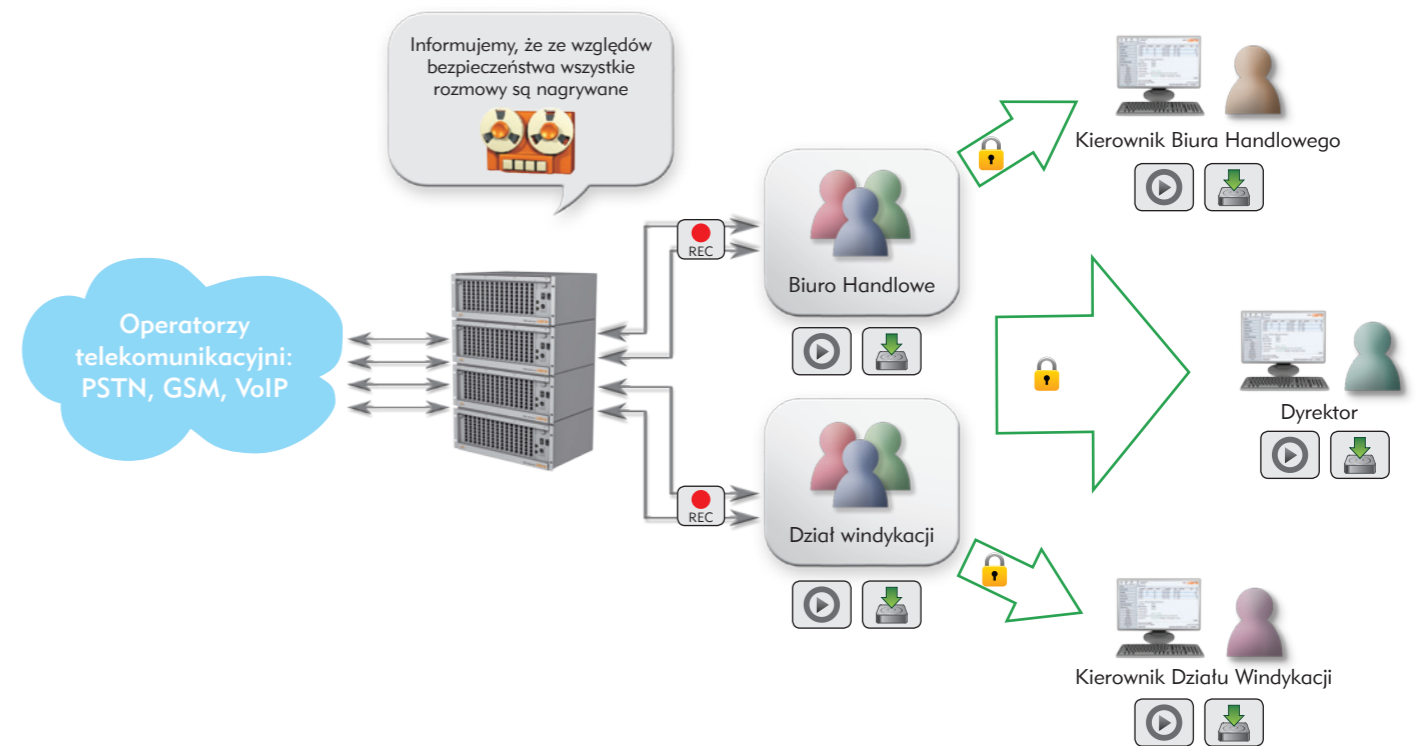 Informujemy, że ze względów
bezpieczeństwa wszystkie
rozmowy są nagrywane
Operatorzy
telekomunikacyjni:
PSTN, GSM, VoIP
REC
REC
Biuro Handlowe
Dział windykacji
Kierownik Biura Handlowego
Dyrektor
Kierownik Działu Windykacji